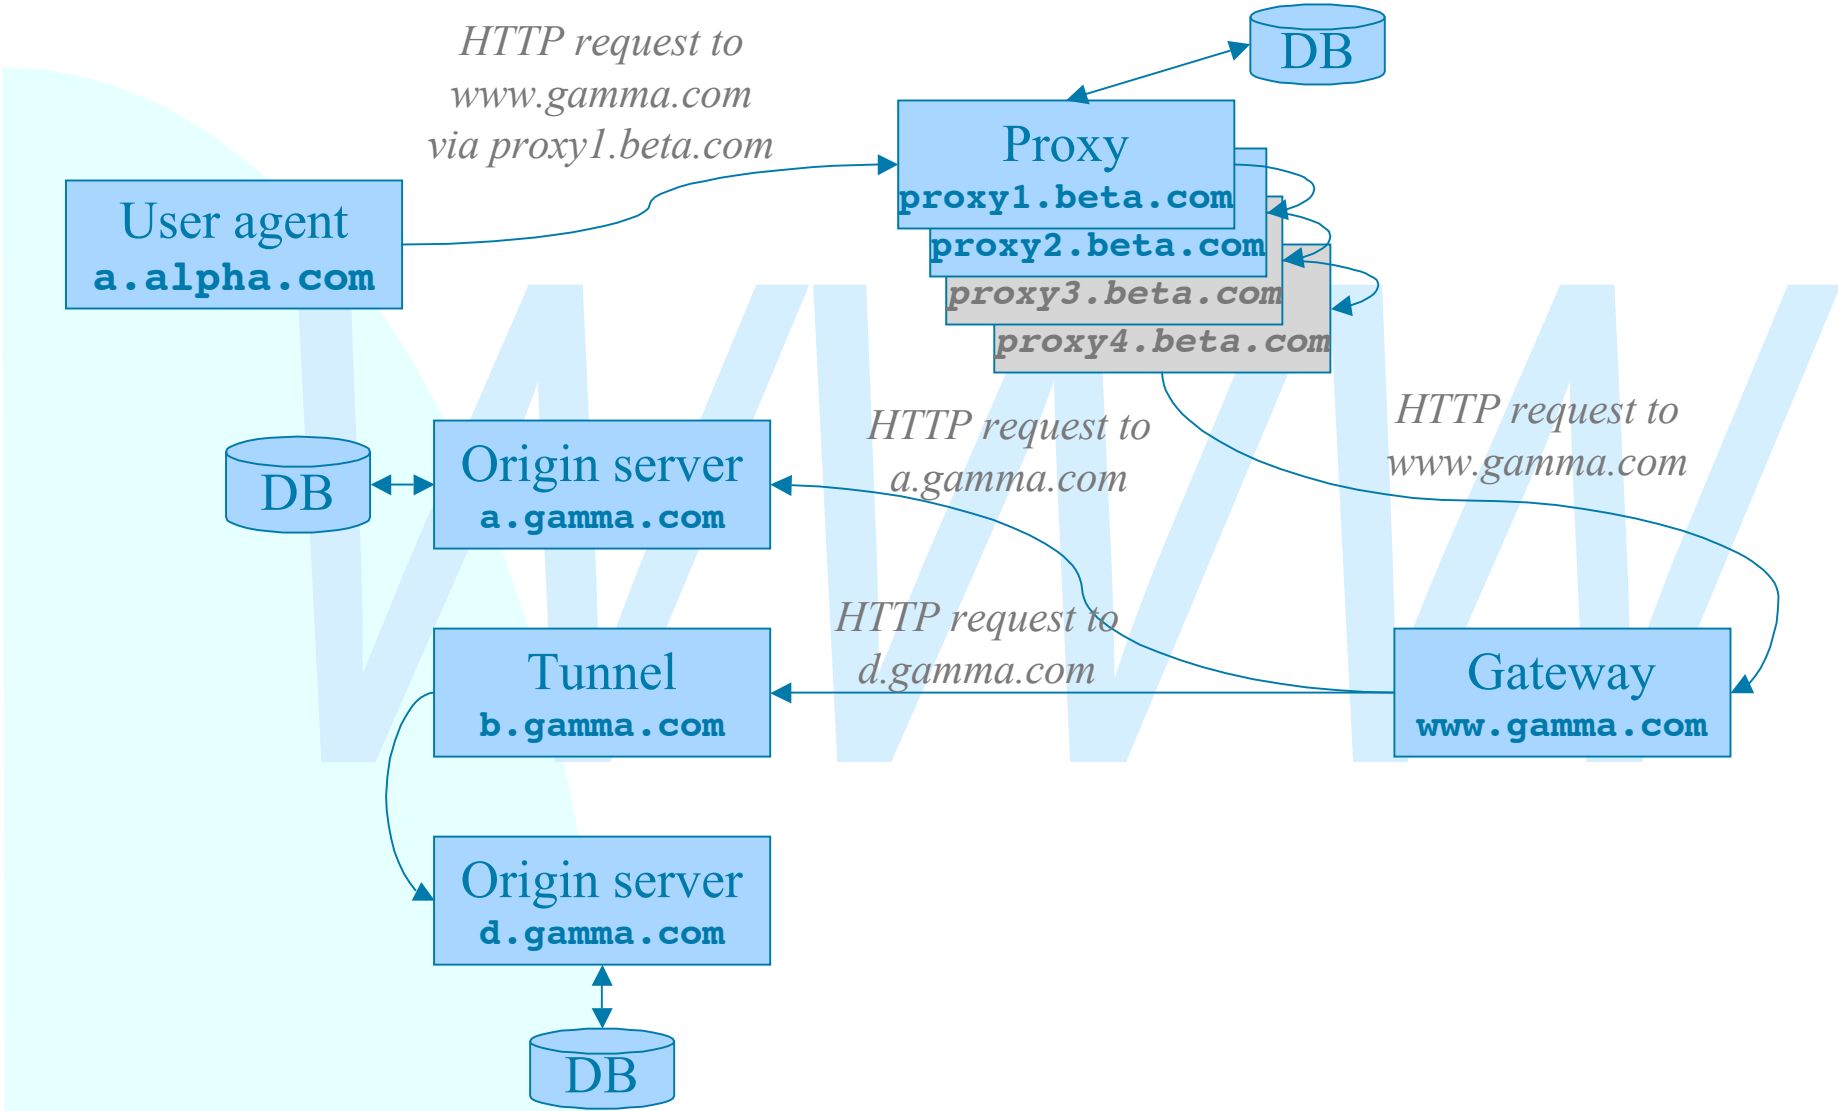 HTTP request to
www.gamma.com
via proxy1.beta.com
DB
Proxy
proxy1.beta.com
proxy2.beta.com
proxy3.beta.com
proxy4.beta.com
User agent
a.alpha.com
HTTP request to
www.gamma.com
HTTP request to
a.gamma.com
DB
Origin server
a.gamma.com
HTTP request to
d.gamma.com
Tunnel
b.gamma.com
Gateway
www.gamma.com
Origin server
d.gamma.com
DB
WWW